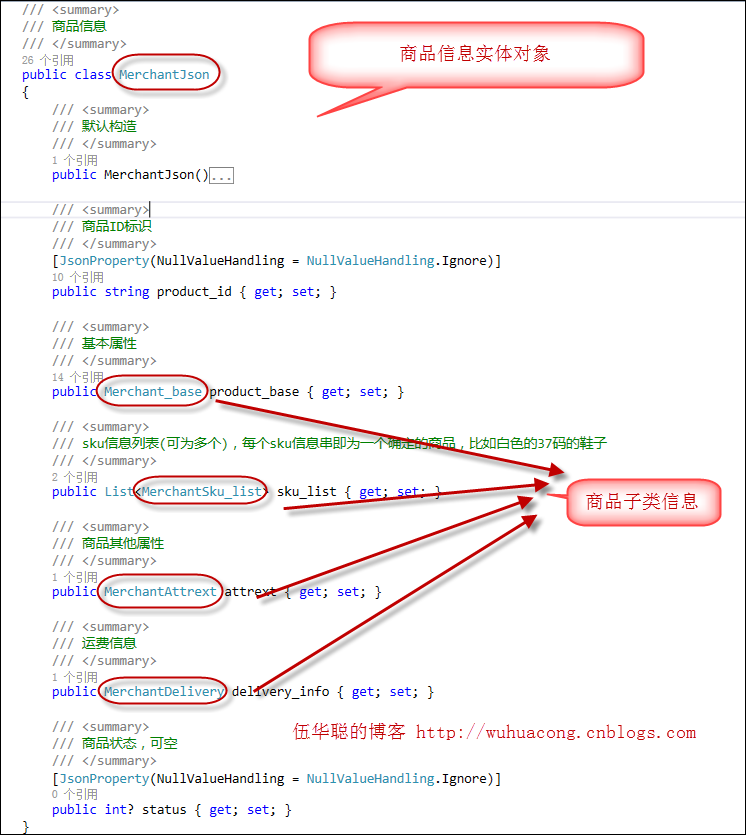 /// <summary>
/// 商品信息
/// </summary>
26 个引用
public class MerchantJson
{
商品信息实体对象
/// <summary>
/// 默认构造
/// </summary>
1 个引用
public MerchantJson()...
/// <summary>
/// 商品ID标识
/// </summary>
[JsonProperty(NullValueHandling = NullValueHandling.Ignore)]
10 个引用
public string product_id { get; set; }
/// <summary>
/// 基本属性
/// </summary>
14 个引用
public Merchant_base product_base { get; set; }
/// <summary>
/// sku信息列表(可为多个)，每个sku信息串即为一个确定的商品，比如白色的37码的鞋子
/// </summary>
2 个引用
public List<MerchantSku_list> sku_list { get; set; }
商品子类信息
/// <summary>
/// 商品其他属性
/// </summary>
1 个引用
public MerchantAttrext attrext { get; set; }
/// <summary>
/// 运费信息
/// </summary>
1 个引用
public MerchantDelivery delivery_info { get; set; }
/// <summary>
伍华聪的博客 http://wuhuacong.cnblogs.com
/// 商品状态，可空
/// </summary>
[JsonProperty(NullValueHandling = NullValueHandling.Ignore)]
0 个引用
public int? status { get; set; }
}